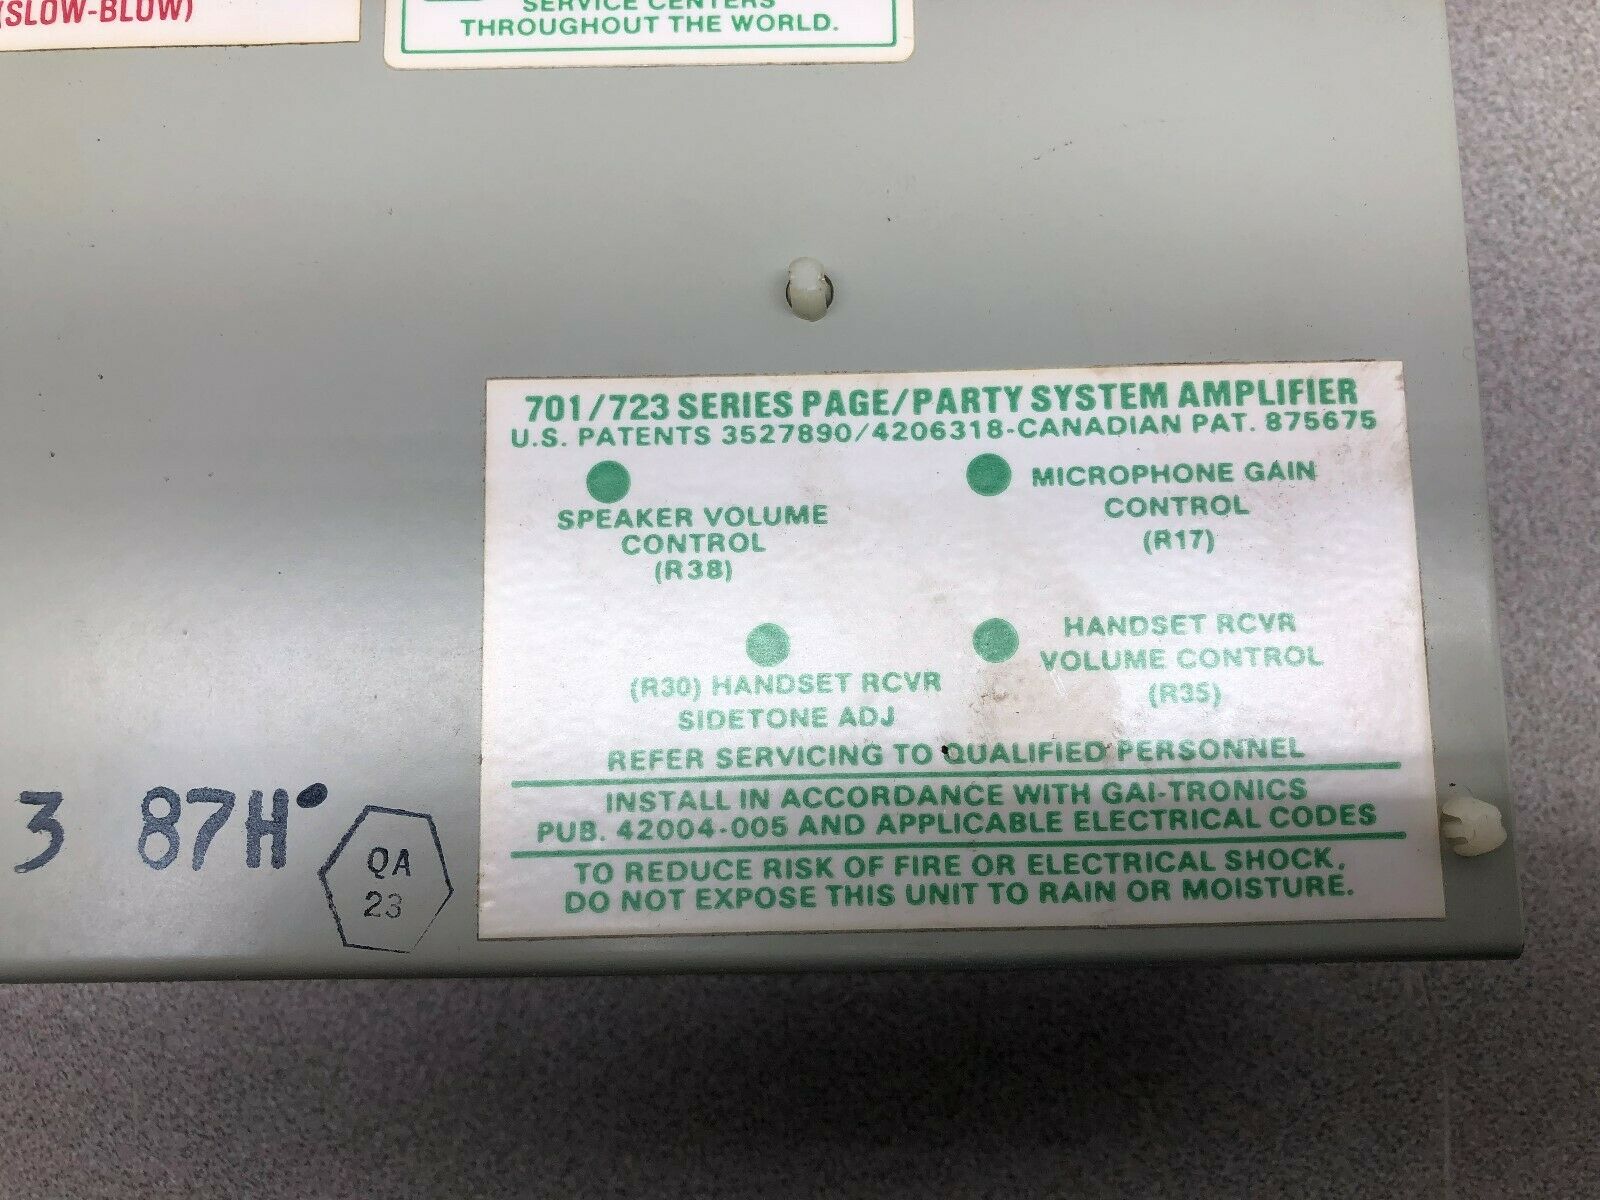 (SLOW-BLOW)
SERVICE CENTERS
THROUGHOUT THE WORLD.
701/723 SERIES PAGE/PARTY SYSTEM AMPLIFIER
U.S. PATENTS 3527890/4206318-CANADIAN PAT. 875675
SPEAKER VOLUME
CONTROL
(R38)
MICROPHONE GAIN
CONTROL
(R17)
(R30) HANDSET RCVR
SIDETONE ADJ
HANDSET RCVR
VOLUME CONTROL
(R35)
REFER SERVICING TO QUALIFIED PERSONNEL
INSTALL IN ACCORDANCE WITH GAI-TRONICS
PUB. 42004-005 AND APPLICABLE ELECTRICAL CODES
TO REDUCE RISK OF FIRE OR ELECTRICAL SHOCK,
DO NOT EXPOSE THIS UNIT TO RAIN OR MOISTURE.
3 87H
QA
23